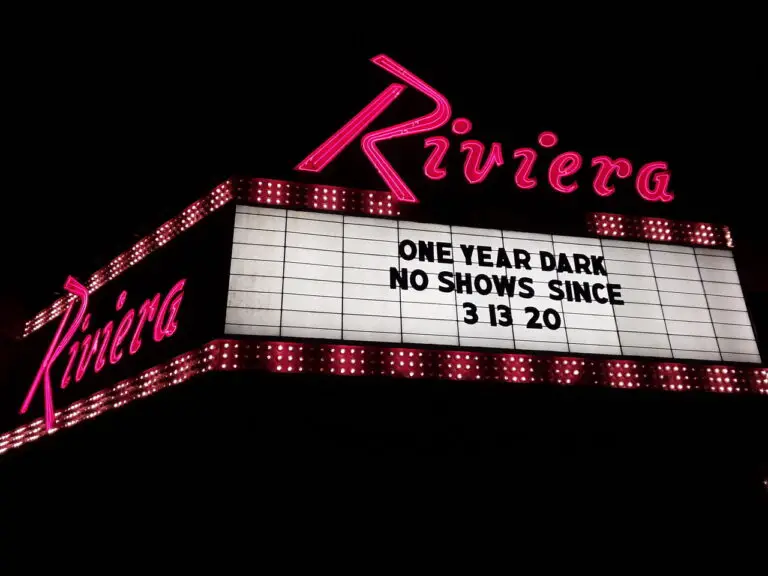 Riviera
ONE YEAR DARK
NO SHOWS SINCE
3 13 20
Riviera